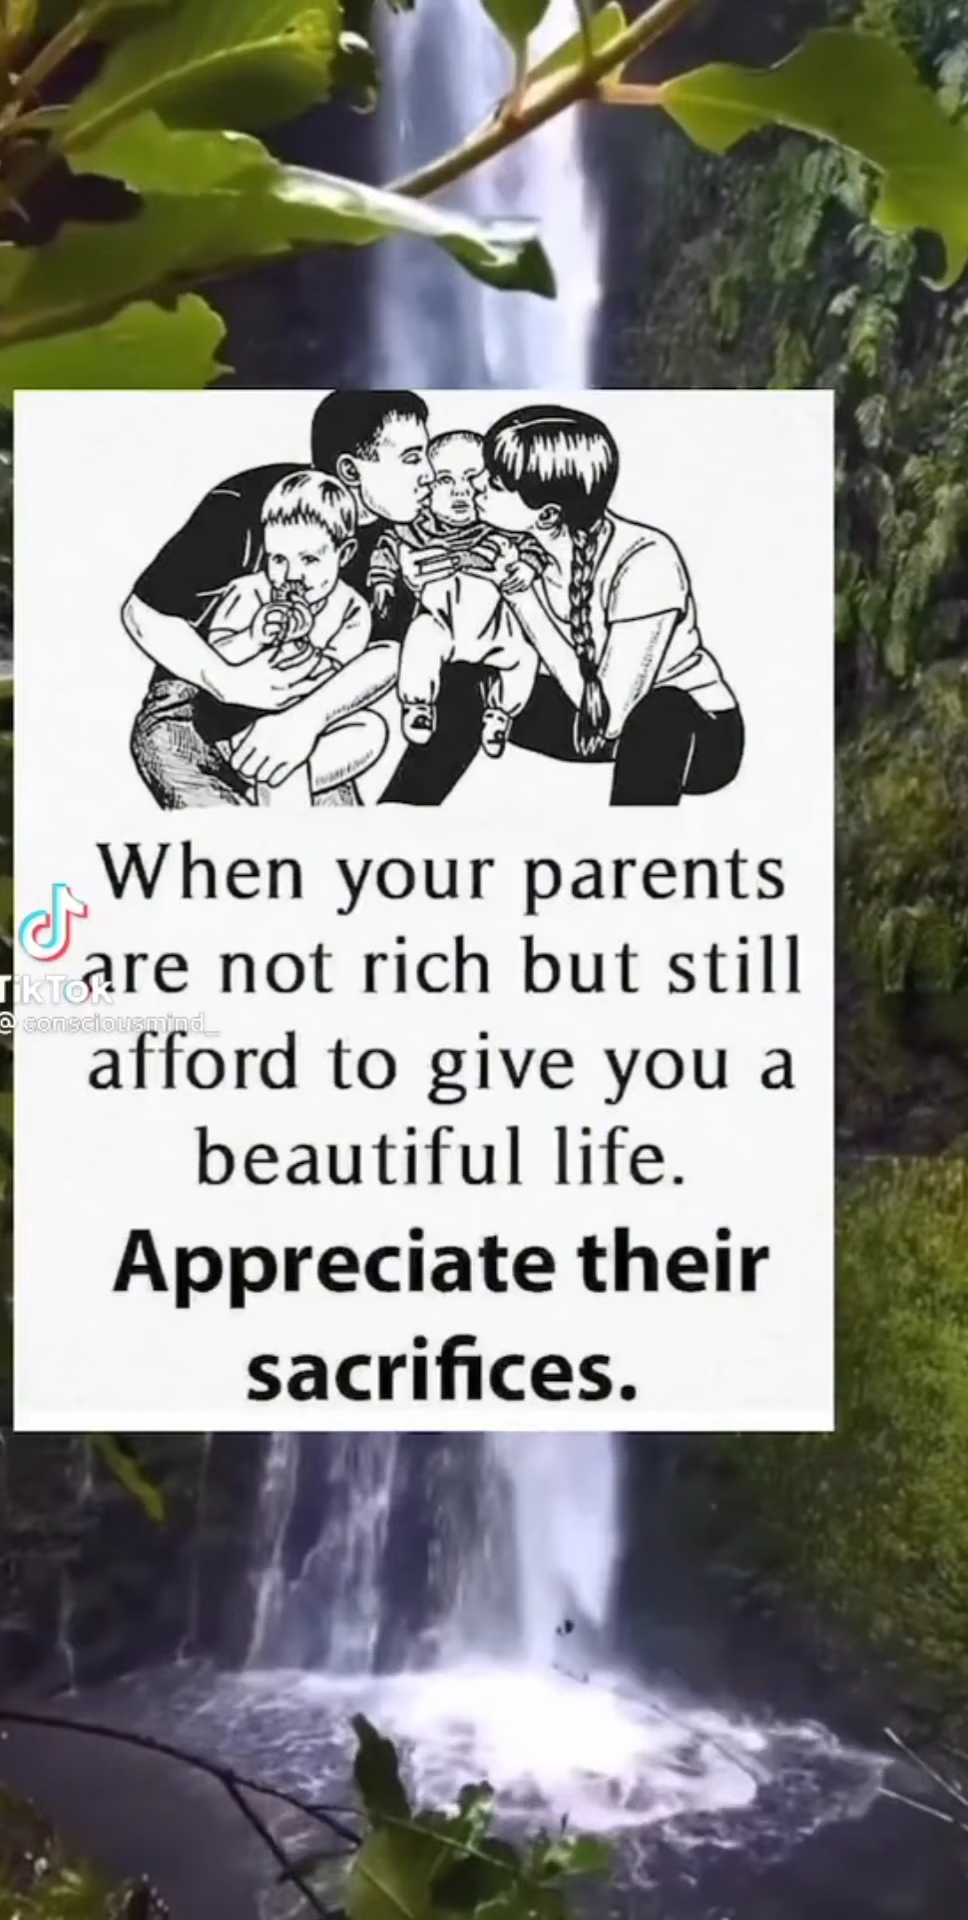 When your parents
are not rich but still
afford to give you a
beautiful life.
Appreciate their
sacrifices.
TikTok
@consciousmind_